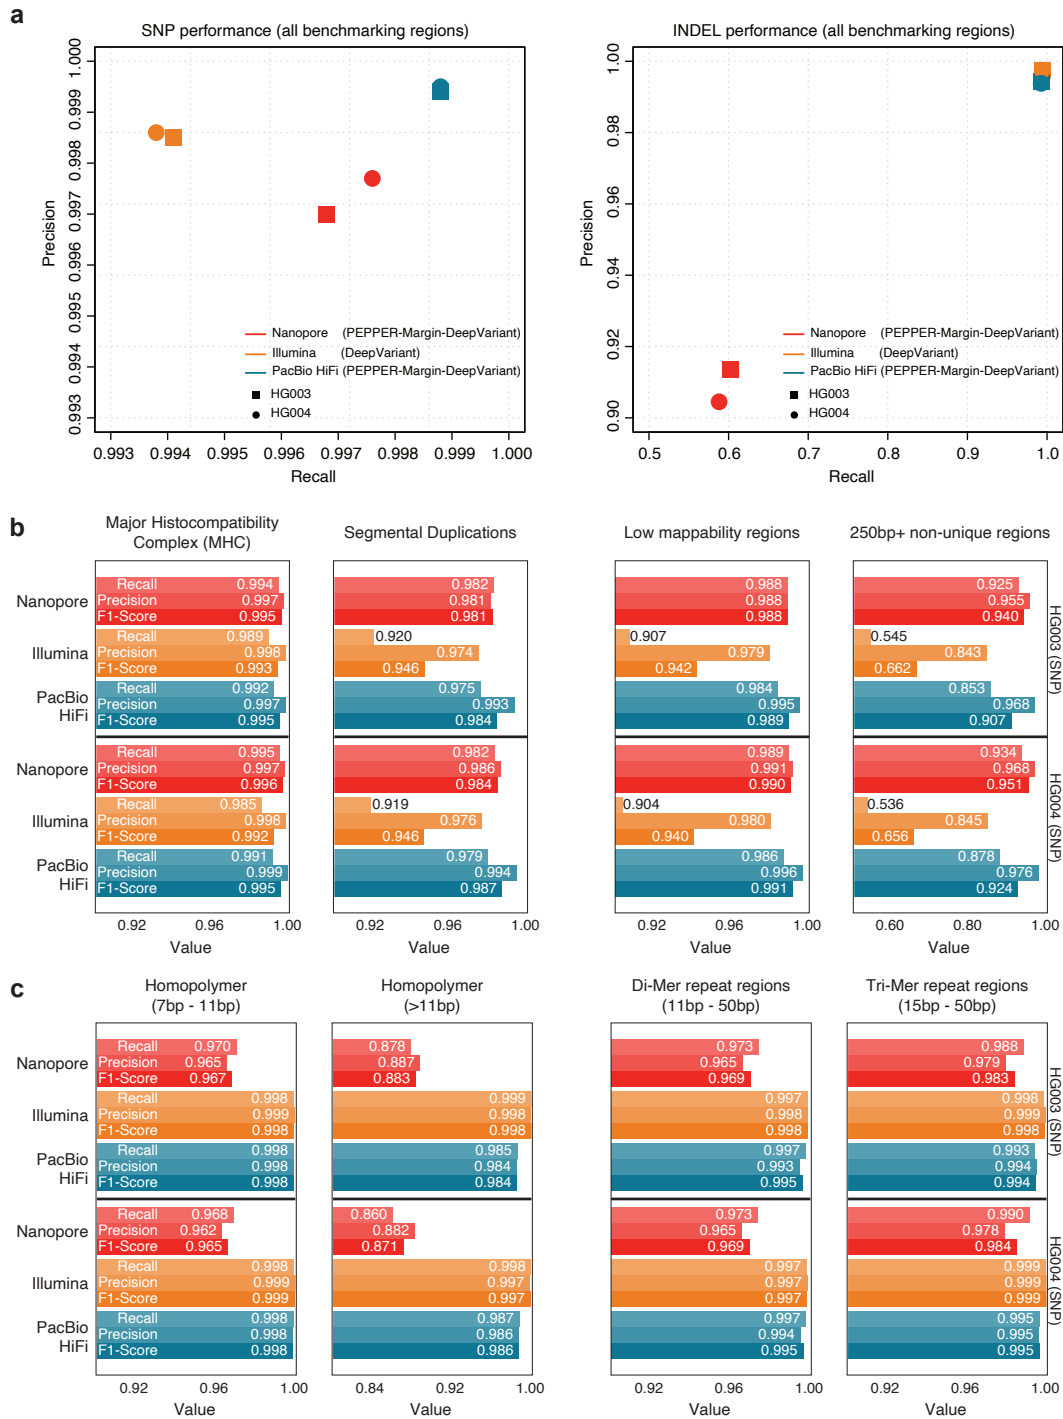 a
SNP performance (all benchmarking regions)
Precision
1.000
0.999
0.998
0.997
0.996
0.995
0.994
0.993
Nanopore (PEPPER-Margin-DeepVariant)
Illumina (DeepVariant)
PacBio HiFi (PEPPER-Margin-DeepVariant)
HG003
HG004
0.993 0.994 0.995 0.996 0.997 0.998 0.999 1.000
Recall
INDEL performance (all benchmarking regions)
Precision
1.00
0.98
0.96
0.94
0.92
0.90
Nanopore (PEPPER-Margin-DeepVariant)
Illumina (DeepVariant)
PacBio HiFi (PEPPER-Margin-DeepVariant)
HG003
HG004
0.5 0.6 0.7 0.8 0.9 1.0
Recall
b
Major Histocompatibility
Complex (MHC)
Segmental Duplications
Low mappability regions
250bp+ non-unique regions
Nanopore
Recall 0.994 0.982 0.988 0.925
Precision 0.997 0.981 0.988 0.955
F1-Score 0.995 0.981 0.988 0.940
Illumina
Recall 0.989 0.920 0.907 0.545
Precision 0.998 0.974 0.979 0.843
F1-Score 0.993 0.946 0.942 0.662
PacBio
HiFi
Recall 0.992 0.975 0.984 0.853
Precision 0.997 0.993 0.995 0.968
F1-Score 0.995 0.984 0.989 0.907
HG003 (SNP)
Nanopore
Recall 0.995 0.982 0.989 0.934
Precision 0.997 0.986 0.991 0.968
F1-Score 0.996 0.984 0.990 0.951
Illumina
Recall 0.985 0.919 0.904 0.536
Precision 0.998 0.976 0.980 0.845
F1-Score 0.992 0.946 0.940 0.656
PacBio
HiFi
Recall 0.991 0.979 0.986 0.878
Precision 0.999 0.994 0.996 0.976
F1-Score 0.995 0.987 0.991 0.924
HG004 (SNP)
0.92 0.96 1.00 0.92 0.96 1.00 0.92 0.96 1.00 0.60 0.80 1.00
Value Value Value Value
c
Homopolymer
(7bp - 11bp)
Homopolymer
(>11bp)
Di-Mer repeat regions
(11bp - 50bp)
Tri-Mer repeat regions
(15bp - 50bp)
Nanopore
Recall 0.970 0.878 0.973 0.988
Precision 0.965 0.887 0.965 0.979
F1-Score 0.967 0.883 0.969 0.983
Illumina
Recall 0.998 0.999 0.997 0.998
Precision 0.999 0.998 0.998 0.999
F1-Score 0.998 0.998 0.998 0.998
PacBio
HiFi
Recall 0.998 0.985 0.997 0.993
Precision 0.998 0.984 0.993 0.994
F1-Score 0.998 0.984 0.995 0.994
HG003 (SNP)
Nanopore
Recall 0.968 0.860 0.973 0.990
Precision 0.962 0.882 0.965 0.978
F1-Score 0.965 0.871 0.969 0.984
Illumina
Recall 0.998 0.998 0.997 0.999
Precision 0.999 0.997 0.997 0.999
F1-Score 0.999 0.997 0.997 0.999
PacBio
HiFi
Recall 0.998 0.987 0.997 0.995
Precision 0.998 0.986 0.994 0.995
F1-Score 0.998 0.986 0.995 0.995
HG004 (SNP)
0.92 0.96 1.00 0.84 0.92 1.00 0.92 0.96 1.00 0.92 0.96 1.00
Value Value Value Value